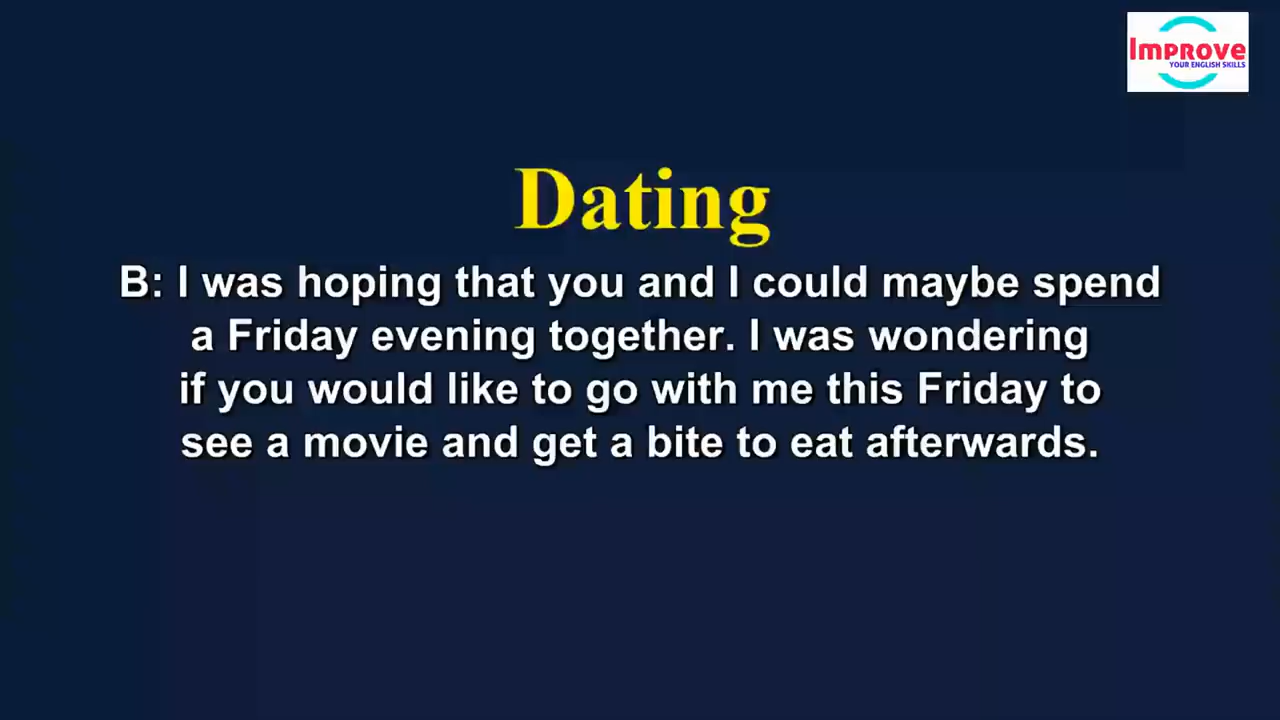 Improve
YOUR ENGLISH SKILLS
Dating
B: I was hoping that you and I could maybe spend
a Friday evening together. I was wondering
if you would like to go with me this Friday to
see a movie and get a bite to eat afterwards.